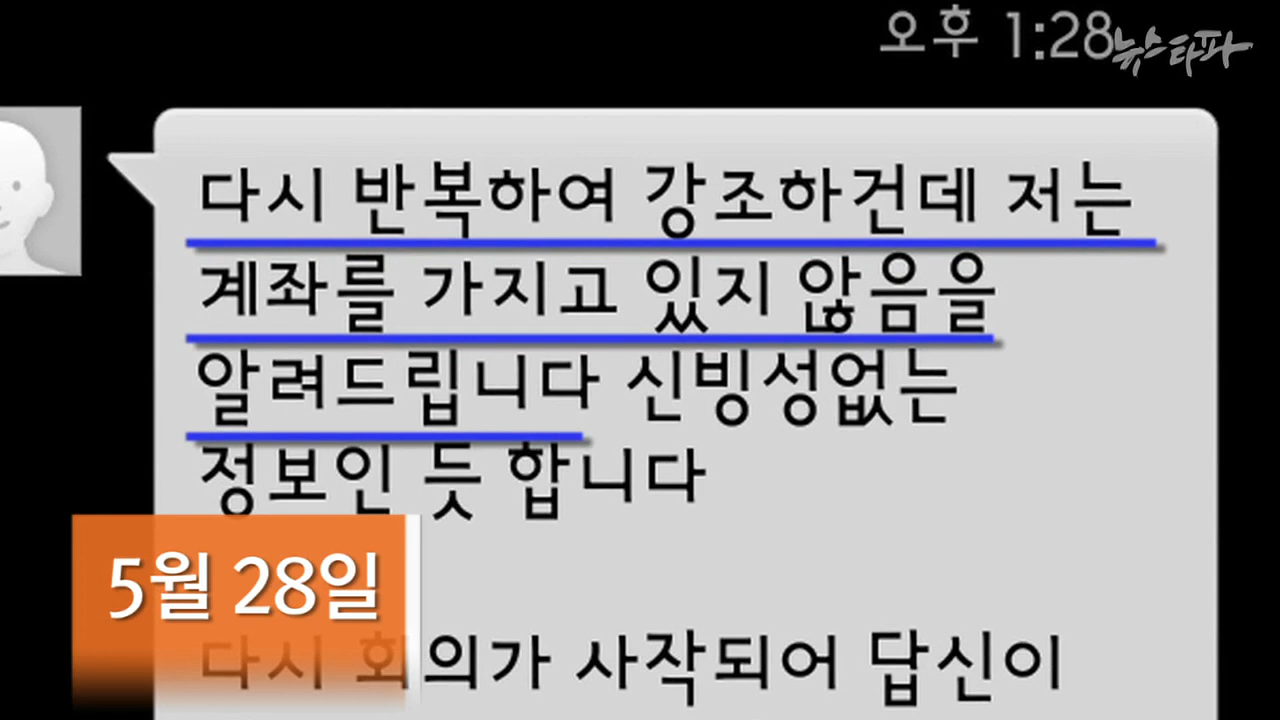 오후 1:28
뉴스타파
다시 반복하여 강조하건데 저는
계좌를 가지고 있지 않음을
알려드립니다 신빙성없는
정보인 듯 합니다
5월 28일
다시 회의가 사작되어 답신이